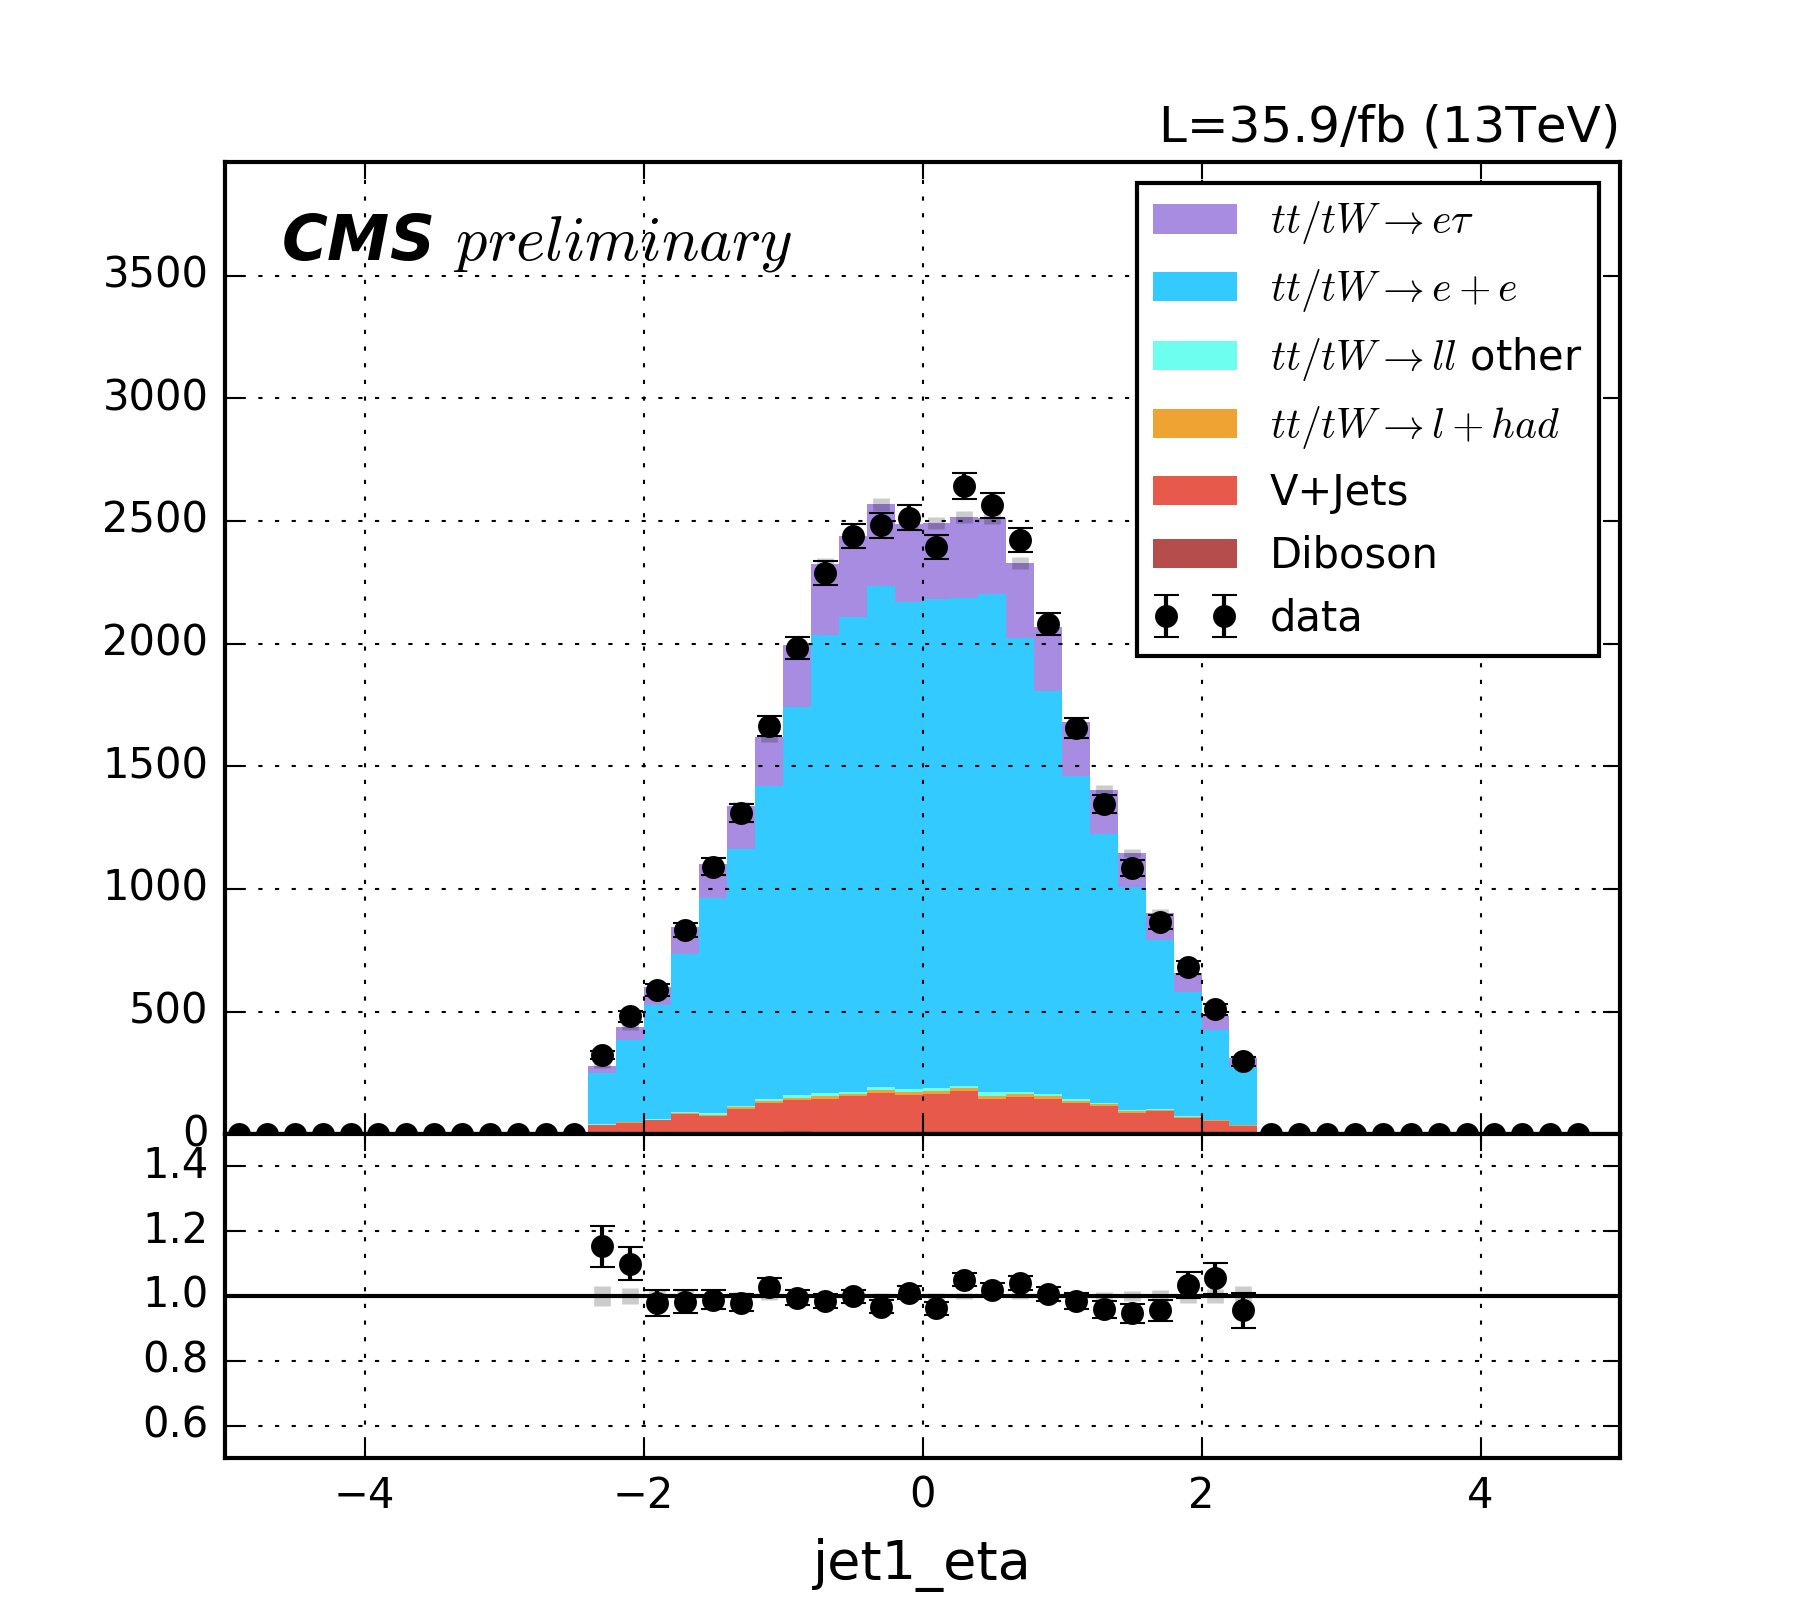 L=35.9/fb (13TeV)
CMS preliminary
tt/tW→eτ
tt/tW→e+e
tt/tW→ll other
tt/tW→l+had
V+Jets
Diboson
data
3500
3000
2500
2000
1500
1000
500
0
1.4
1.2
1.0
0.8
0.6
−4 −2 0 2 4
jet1_eta